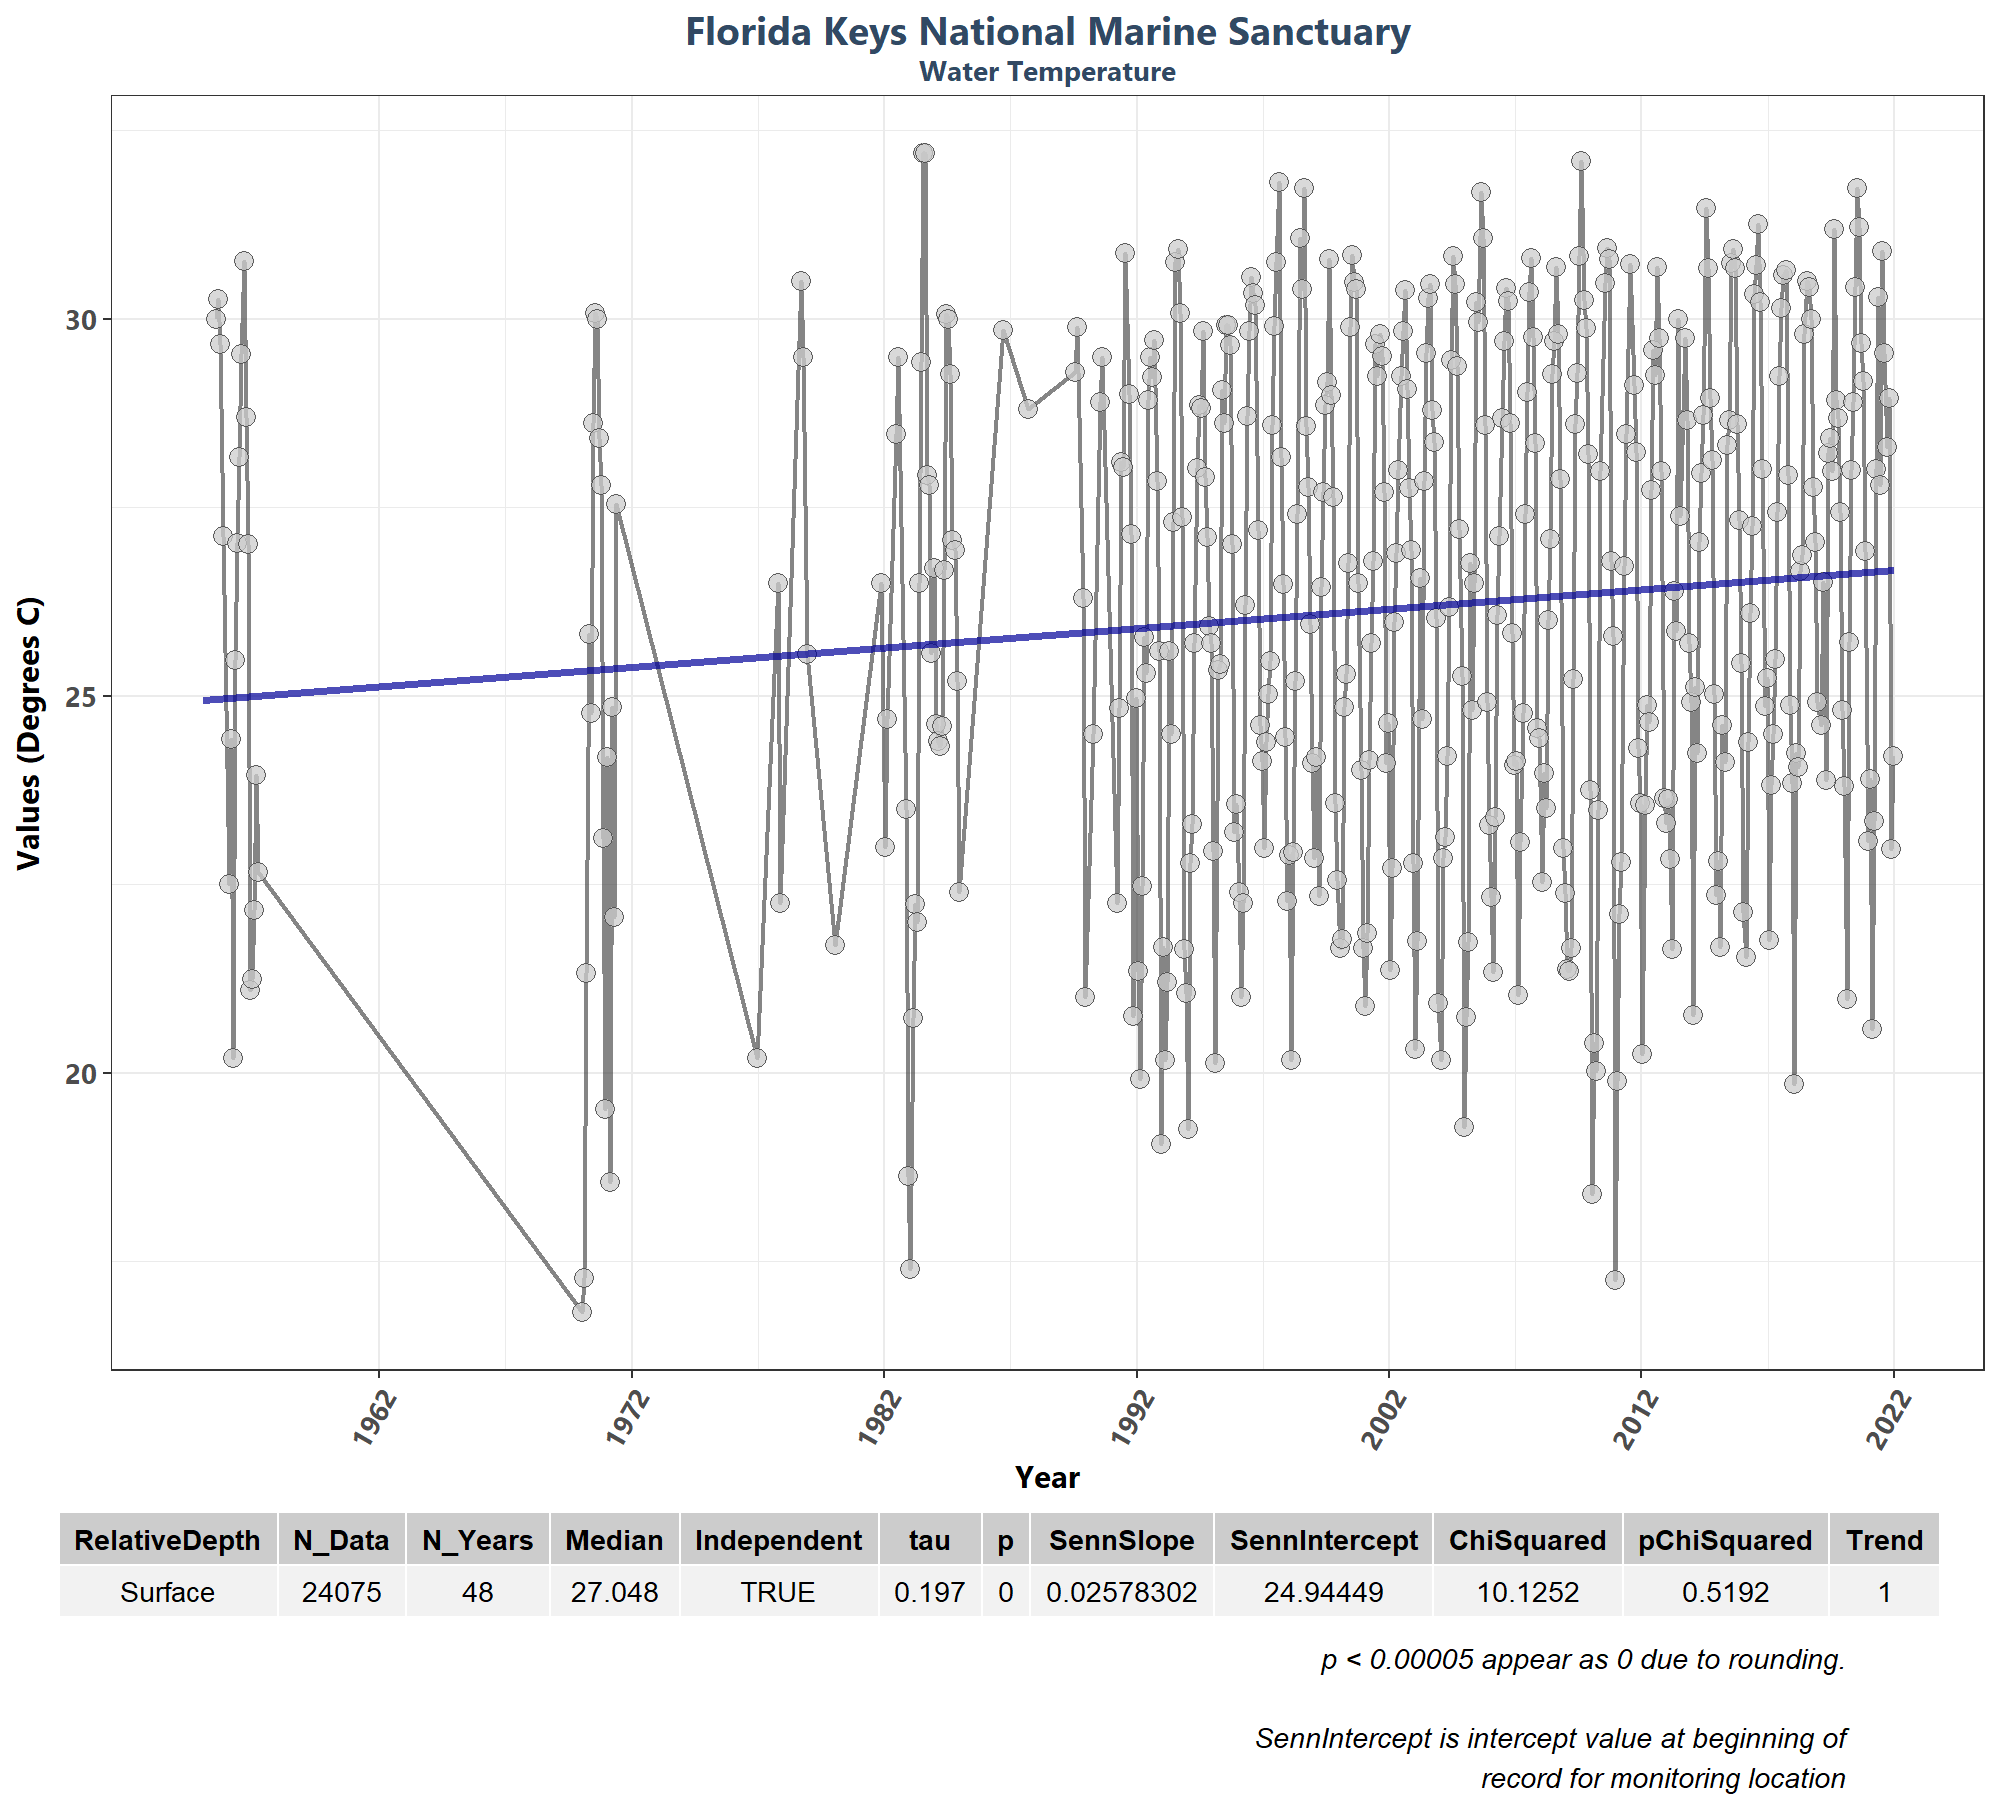 Florida Keys National Marine Sanctuary
Water Temperature
Values (Degrees C)
30
25
20
1962 1972 1982 1992 2002 2012 2022
Year
RelativeDepth N_Data N_Years Median Independent tau p SennSlope SennIntercept ChiSquared pChiSquared Trend
Surface 24075 48 27.048 TRUE 0.197 0 0.02578302 24.94449 10.1252 0.5192 1
p < 0.00005 appear as 0 due to rounding.
SennIntercept is intercept value at beginning of
record for monitoring location